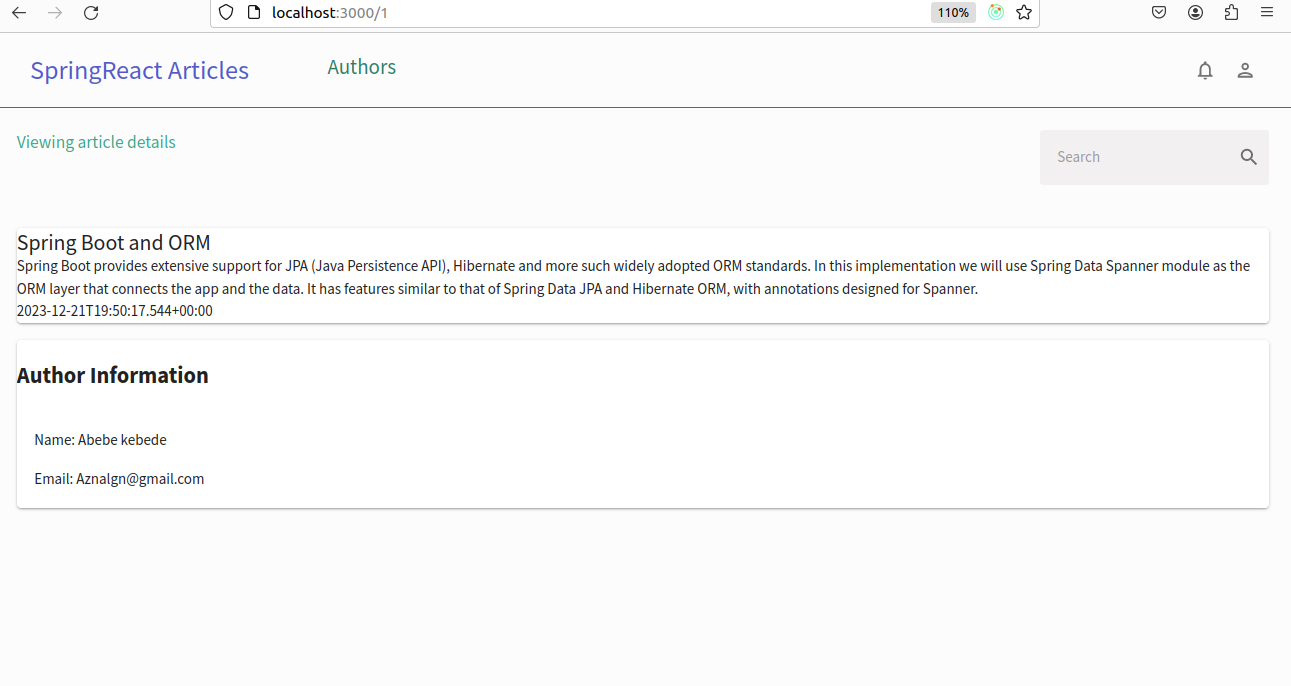 localhost:3000/1
110%
SpringReact Articles
Authors
Viewing article details
Search
Spring Boot and ORM
Spring Boot provides extensive support for JPA (Java Persistence API), Hibernate and more such widely adopted ORM standards. In this implementation we will use Spring Data Spanner module as the
ORM layer that connects the app and the data. It has features similar to that of Spring Data JPA and Hibernate ORM, with annotations designed for Spanner.
2023-12-21T19:50:17.544+00:00
Author Information
Name: Abebe kebede
Email: Aznalgn@gmail.com